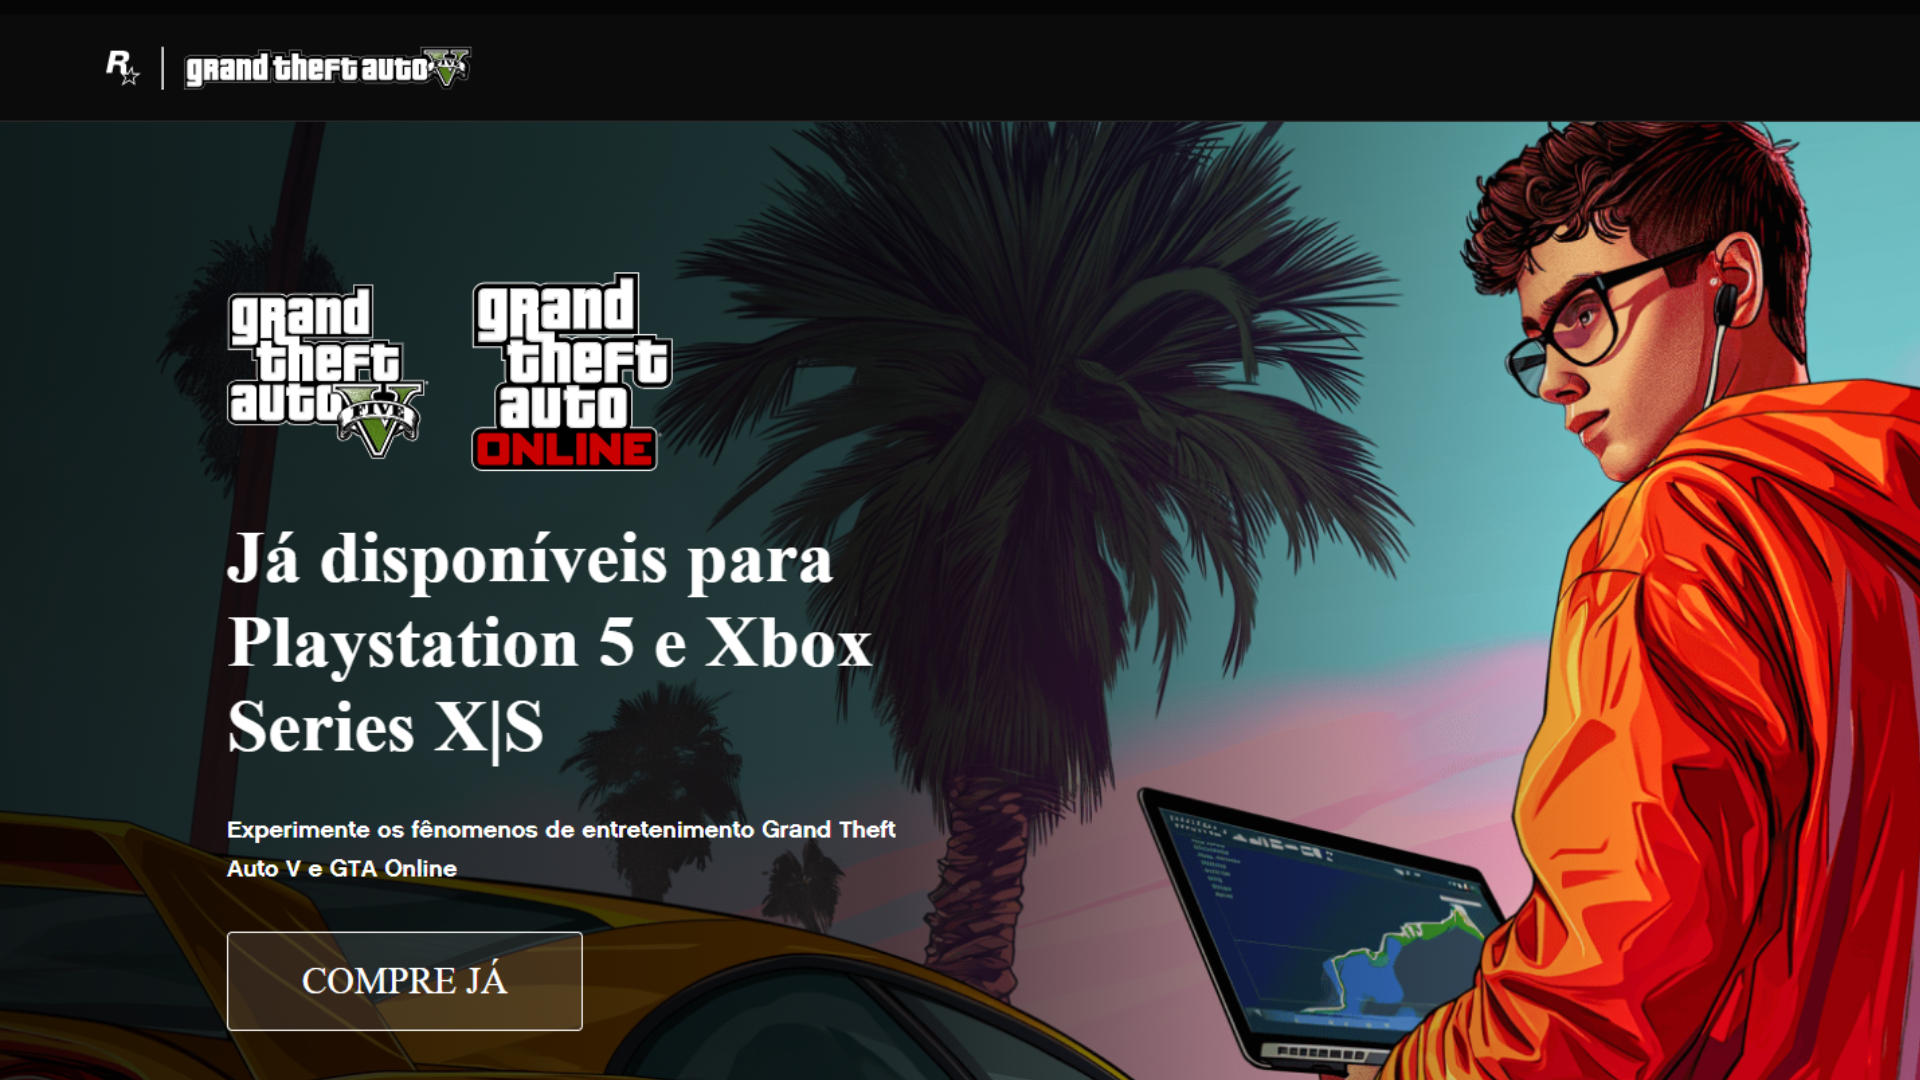 R
grand theft auto V FIVE
grand
theft
auto V
FIVE
grand
theft
auto
ONLINE
Já disponíveis para
Playstation 5 e Xbox
Series X|S
Experimente os fênomenos de entretenimento Grand Theft
Auto V e GTA Online
COMPRE JÁ